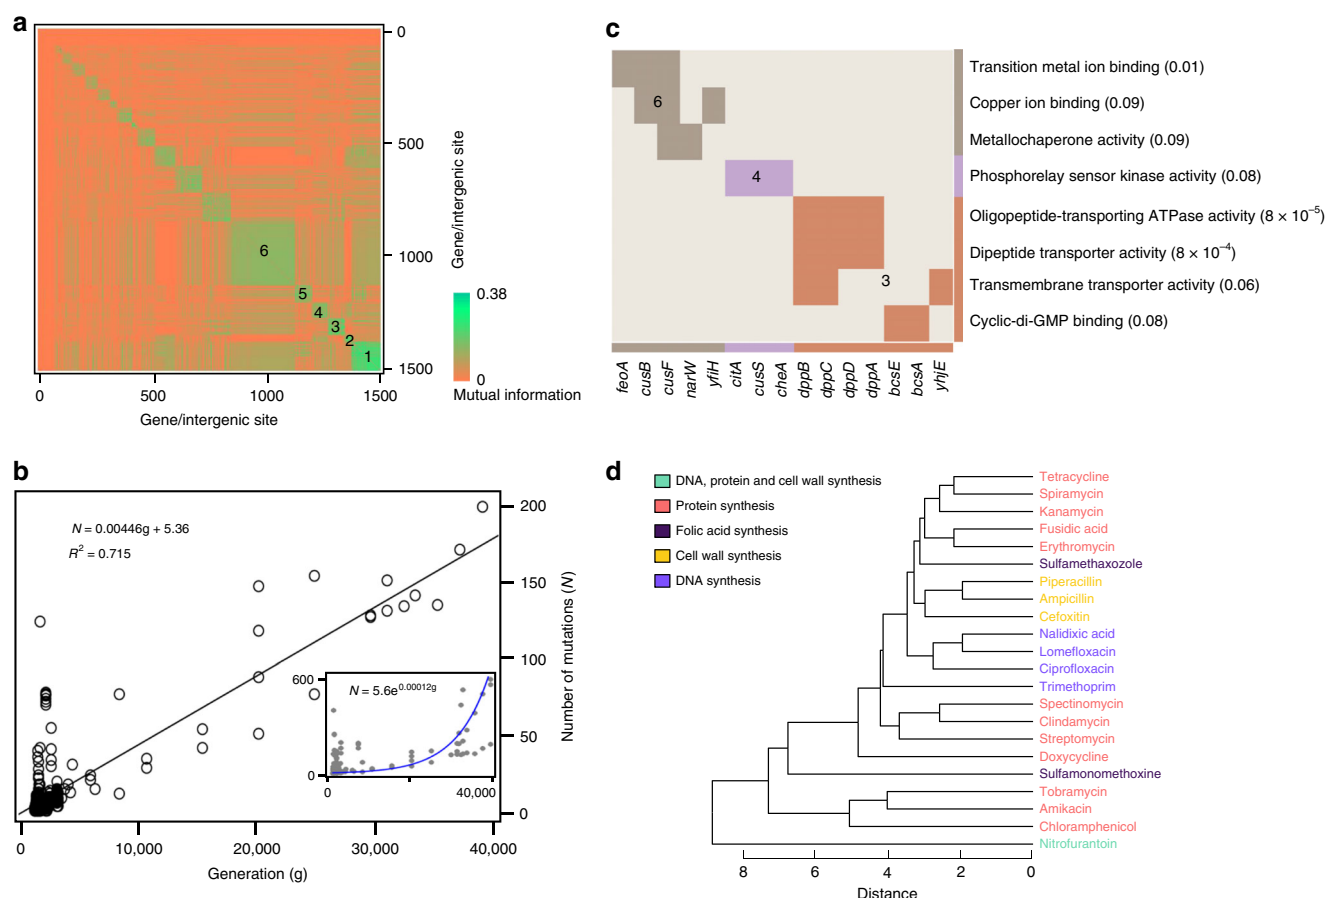 a
0
500
1000
1500
Gene/intergenic site
6
5
4
3
2
1
0.38
0
Mutual information
0
500
1000
1500
Gene/intergenic site
b
N = 0.00446g + 5.36
R² = 0.715
200
150
100
50
0
Number of mutations (N)
600
N = 5.6e^0.00012g
0
0
40,000
0
10,000
20,000
30,000
40,000
Generation (g)
c
6
4
3
Transition metal ion binding (0.01)
Copper ion binding (0.09)
Metallochaperone activity (0.09)
Phosphorelay sensor kinase activity (0.08)
Oligopeptide-transporting ATPase activity (8 × 10⁻⁵)
Dipeptide transporter activity (8 × 10⁻⁴)
Transmembrane transporter activity (0.06)
Cyclic-di-GMP binding (0.08)
feoA
cusB
cusF
narW
yfiH
citA
cusS
cheA
dppB
dppC
dppD
dppA
bcsE
bcsA
yhjE
d
DNA, protein and cell wall synthesis
Protein synthesis
Folic acid synthesis
Cell wall synthesis
DNA synthesis
Tetracycline
Spiramycin
Kanamycin
Fusidic acid
Erythromycin
Sulfamethaxozole
Piperacillin
Ampicillin
Cefoxitin
Nalidixic acid
Lomefloxacin
Ciprofloxacin
Trimethoprim
Spectinomycin
Clindamycin
Streptomycin
Doxycycline
Sulfamonomethoxine
Tobramycin
Amikacin
Chloramphenicol
Nitrofurantoin
8
6
4
2
0
Distance